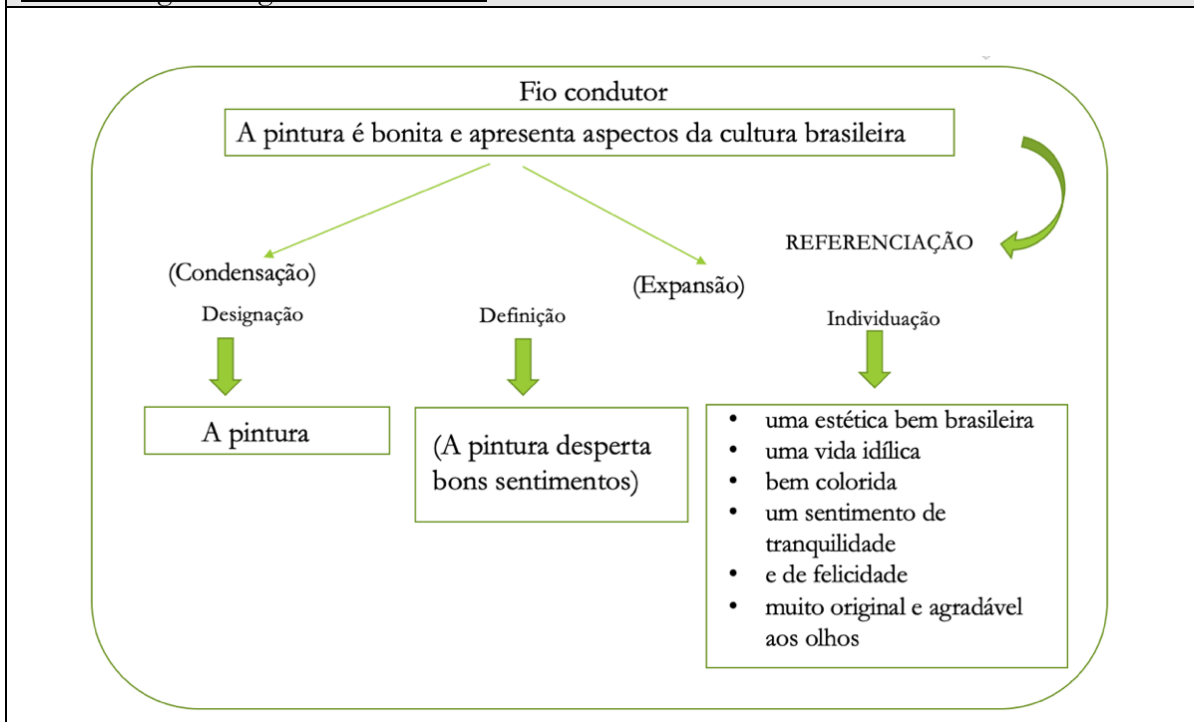 Fio condutor
A pintura é bonita e apresenta aspectos da cultura brasileira
REFERENCIAÇÃO
(Condensação)
(Expansão)
Designação
Definição
Individuação
A pintura
(A pintura desperta
bons sentimentos)
• uma estética bem brasileira
• uma vida idílica
• bem colorida
• um sentimento de
tranquilidade
• e de felicidade
• muito original e agradável
aos olhos